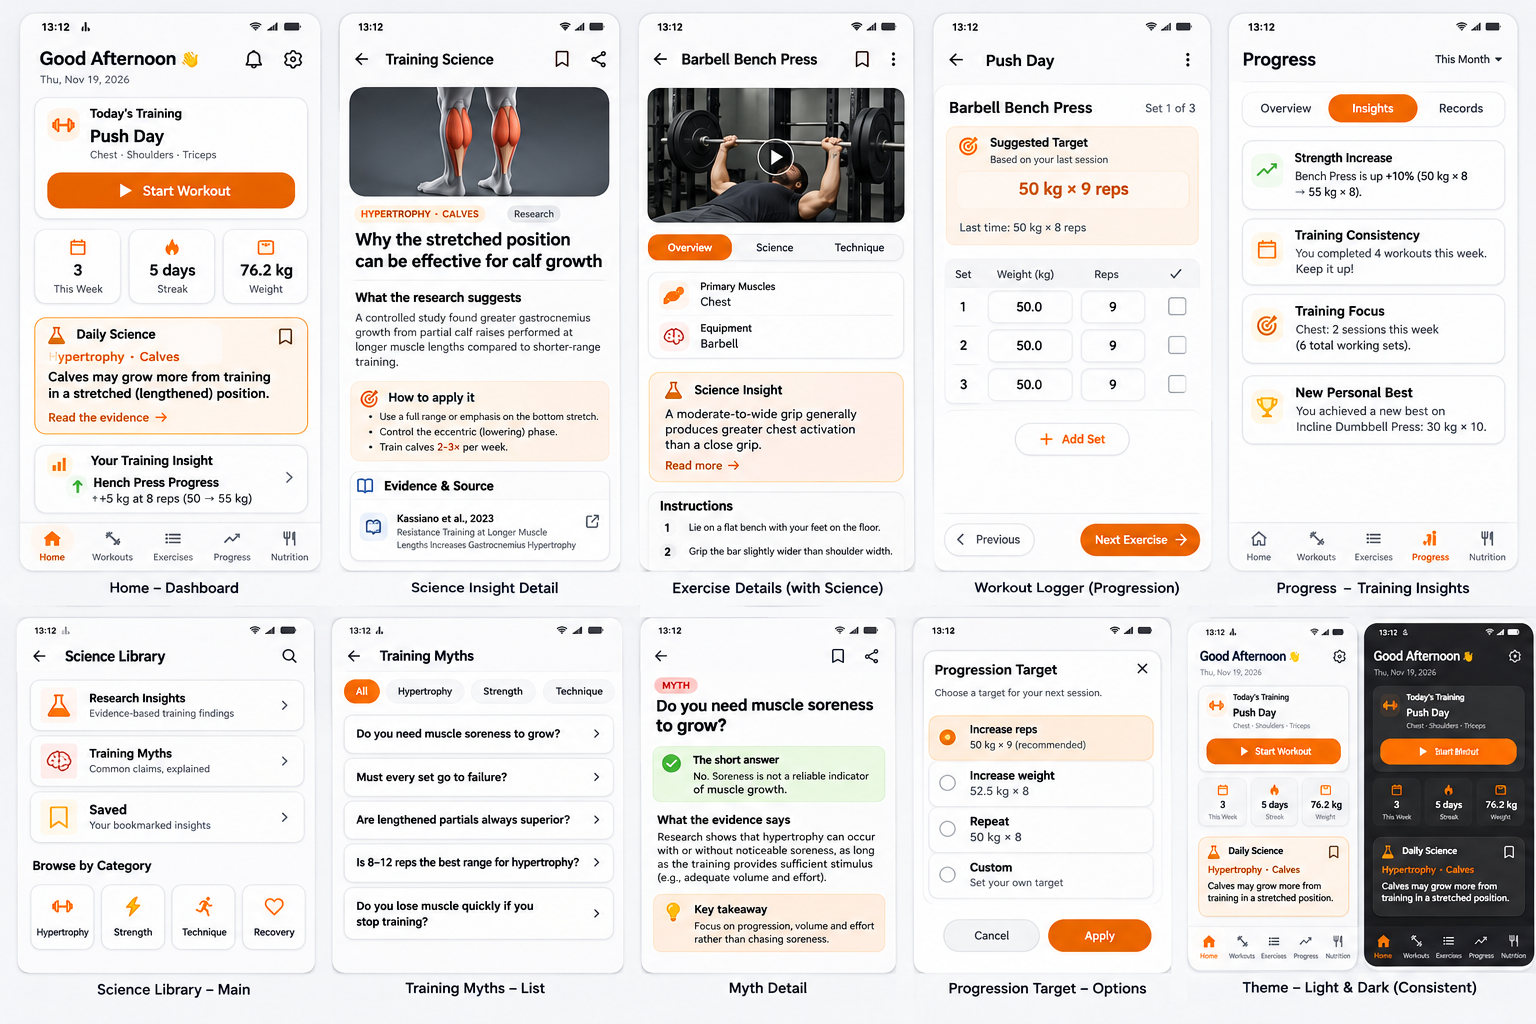 13:12
Good Afternoon 👋
Thu, Nov 19, 2026
Today's Training
Push Day
Chest · Shoulders · Triceps
Start Workout
3
This Week
5 days
Streak
76.2 kg
Weight
Daily Science
Hypertrophy · Calves
Calves may grow more from training
in a stretched (lengthened) position.
Read the evidence →
Your Training Insight
Hench Press Progress
↑+5 kg at 8 reps (50 → 55 kg)
Home
Workouts
Exercises
Progress
Nutrition
Home – Dashboard
13:12
Training Science
HYPERTROPHY · CALVES
Research
Why the stretched position
can be effective for calf growth
What the research suggests
A controlled study found greater gastrocnemius
growth from partial calf raises performed at
longer muscle lengths compared to shorter-range
training.
How to apply it
• Use a full range or emphasis on the bottom stretch.
• Control the eccentric (lowering) phase.
• Train calves 2–3× per week.
Evidence & Source
Kassiano et al., 2023
Resistance Training at Longer Muscle
Lengths Increases Gastrocnemius Hypertrophy
Science Insight Detail
13:12
Barbell Bench Press
Overview
Science
Technique
Primary Muscles
Chest
Equipment
Barbell
Science Insight
A moderate-to-wide grip generally
produces greater chest activation
than a close grip.
Read more →
Instructions
1 Lie on a flat bench with your feet on the floor.
2 Grip the bar slightly wider than shoulder width.
Exercise Details (with Science)
13:12
Push Day
Barbell Bench Press
Set 1 of 3
Suggested Target
Based on your last session
50 kg × 9 reps
Last time: 50 kg × 8 reps
Set Weight (kg) Reps ✓
1 50.0 9
2 50.0 9
3 50.0 9
+ Add Set
Previous
Next Exercise →
Workout Logger (Progression)
13:12
Progress
This Month
Overview
Insights
Records
Strength Increase
Bench Press is up +10% (50 kg × 8
→ 55 kg × 8).
Training Consistency
You completed 4 workouts this week.
Keep it up!
Training Focus
Chest: 2 sessions this week
(6 total working sets).
New Personal Best
You achieved a new best on
Incline Dumbbell Press: 30 kg × 10.
Home
Workouts
Exercises
Progress
Nutrition
Progress – Training Insights
13:12
Science Library
Research Insights
Evidence-based training findings
Training Myths
Common claims, explained
Saved
Your bookmarked insights
Browse by Category
Hypertrophy
Strength
Technique
Recovery
Science Library – Main
13:12
Training Myths
All
Hypertrophy
Strength
Technique
Do you need muscle soreness to grow?
Must every set go to failure?
Are lengthened partials always superior?
Is 8–12 reps the best range for hypertrophy?
Do you lose muscle quickly if you
stop training?
Training Myths – List
13:12
MYTH
Do you need muscle soreness
to grow?
The short answer
No. Soreness is not a reliable indicator
of muscle growth.
What the evidence says
Research shows that hypertrophy can occur
with or without noticeable soreness, as long
as the training provides sufficient stimulus
(e.g., adequate volume and effort).
Key takeaway
Focus on progression, volume and effort
rather than chasing soreness.
Myth Detail
13:12
Progression Target
Choose a target for your next session.
Increase reps
50 kg × 9 (recommended)
Increase weight
52.5 kg × 8
Repeat
50 kg × 8
Custom
Set your own target
Cancel
Apply
Progression Target – Options
13:12
Good Afternoon 👋
Thu, Nov 19, 2026
Today's Training
Push Day
Chest · Shoulders · Triceps
Start Workout
3
This Week
5 days
Streak
76.2 kg
Weight
Daily Science
Hypertrophy · Calves
Calves may grow more from
training in a stretched position.
Home
Workouts
Exercises
Progress
Nutrition
13:12
Good Afternoon 👋
Thu, Nov 19, 2026
Today's Training
Push Day
Chest · Shoulders · Triceps
Start
3
This Week
5 days
Streak
76.2 kg
Weight
Daily Science
Hypertrophy · Calves
Calves may grow more from
training in a stretched position.
Home
Workouts
Exercises
Progress
Nutrition
Theme – Light & Dark (Consistent)